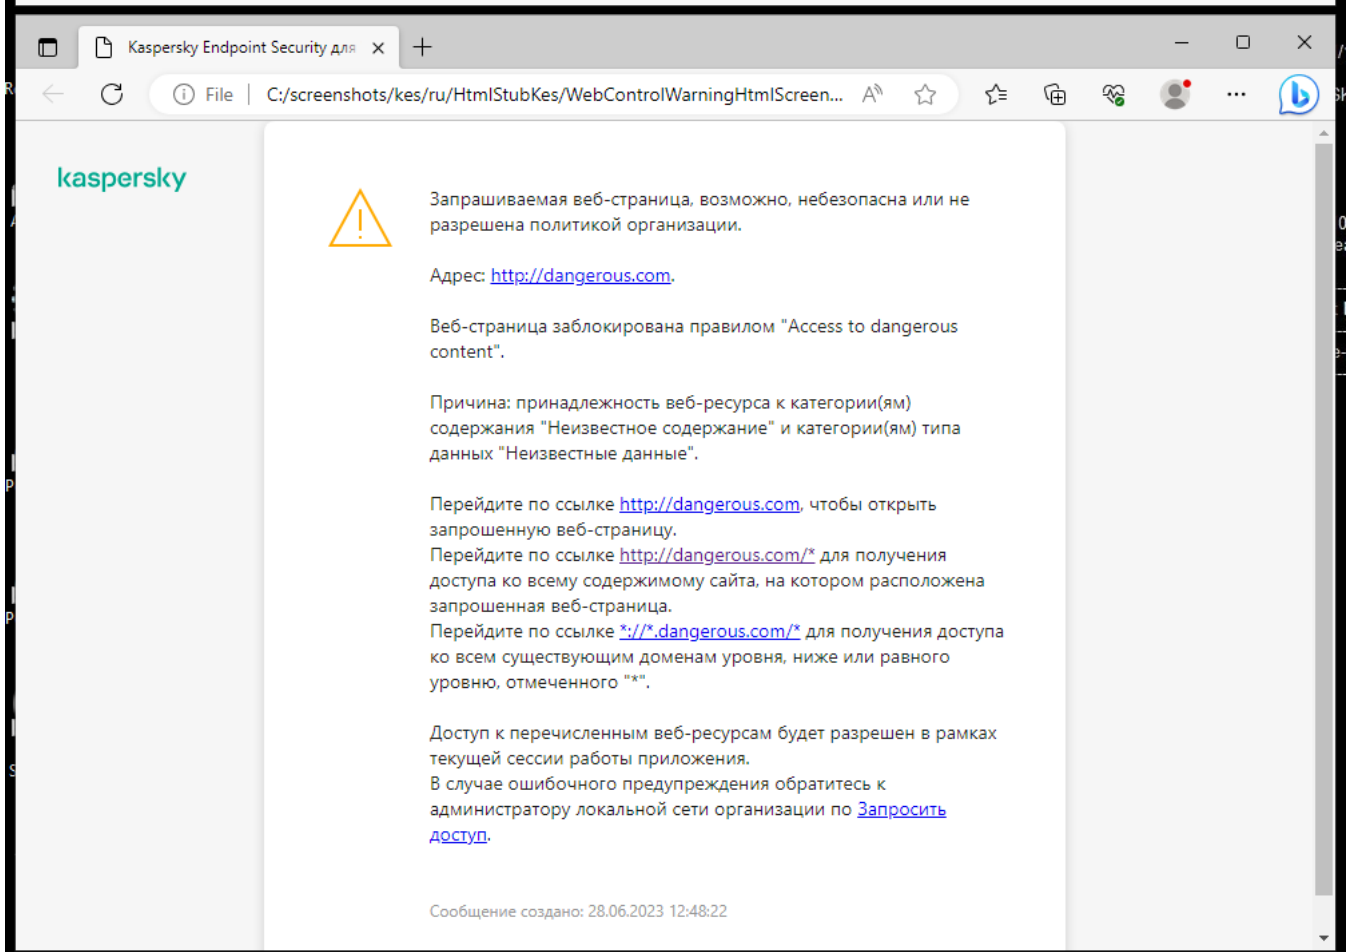 Kaspersky Endpoint Security для
File
C:/screenshots/kes/ru/HtmlStubKes/WebControlWarningHtmlScreen...
kaspersky
Запрашиваемая веб-страница, возможно, небезопасна или не
разрешена политикой организации.
Адрес: http://dangerous.com.
Веб-страница заблокирована правилом "Access to dangerous
content".
Причина: принадлежность веб-ресурса к категории(ям)
содержания "Неизвестное содержание" и категории(ям) типа
данных "Неизвестные данные".
Перейдите по ссылке http://dangerous.com, чтобы открыть
запрошенную веб-страницу.
Перейдите по ссылке http://dangerous.com/* для получения
доступа ко всему содержимому сайта, на котором расположена
запрошенная веб-страница.
Перейдите по ссылке *://*.dangerous.com/* для получения доступа
ко всем существующим доменам уровня, ниже или равного
уровню, отмеченного "*".
Доступ к перечисленным веб-ресурсам будет разрешен в рамках
текущей сессии работы приложения.
В случае ошибочного предупреждения обратитесь к
администратору локальной сети организации по Запросить
доступ.
Сообщение создано: 28.06.2023 12:48:22